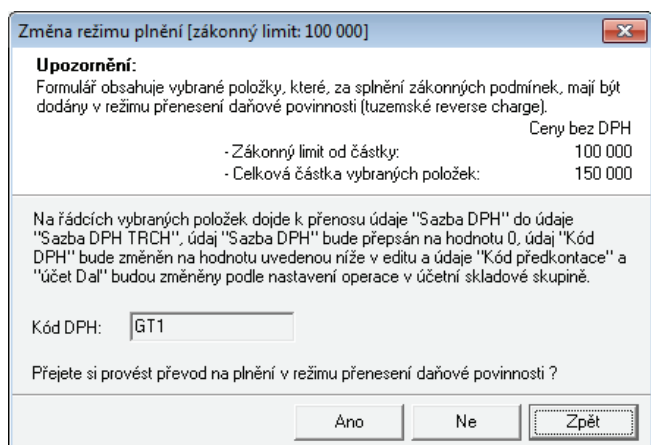 Změna režimu plnění [zákonný limit: 100 000]
Upozornění:
Formulář obsahuje vybrané položky, které, za splnění zákonných podmínek, mají být
dodány v režimu přenesení daňové povinnosti (tuzemské reverse charge).
Ceny bez DPH
- Zákonný limit od částky: 100 000
- Celková částka vybraných položek: 150 000
Na řádcích vybraných položek dojde k přenosu údaje "Sazba DPH" do údaje
"Sazba DPH TRCH", údaj "Sazba DPH" bude přepsán na hodnotu 0, údaj "Kód
DPH" bude změněn na hodnotu uvedenou níže v editu a údaje "Kód předkontace" a
"účet Dal" budou změněny podle nastavení operace v účetní skladové skupině.
Kód DPH: GT1
Přejete si provést převod na plnění v režimu přenesení daňové povinnosti ?
Ano Ne Zpět